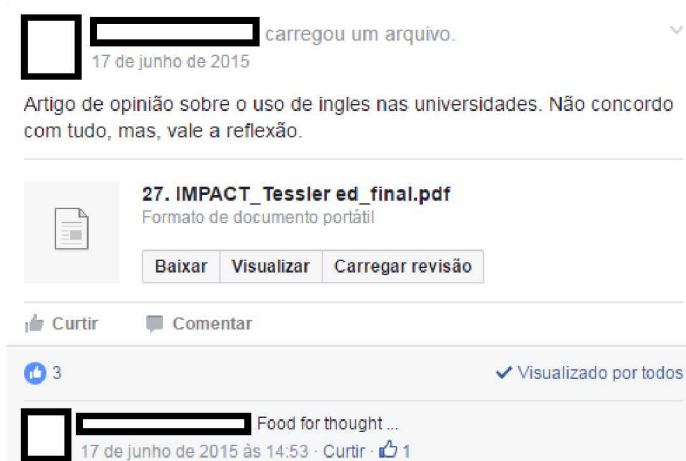 carregou um arquivo.
17 de junho de 2015
Artigo de opinião sobre o uso de ingles nas universidades. Não concordo
com tudo, mas, vale a reflexão.
27. IMPACT_Tessler ed_final.pdf
Formato de documento portátil
Baixar Visualizar Carregar revisão
Curtir Comentar
3 Visualizado por todos
Food for thought ...
17 de junho de 2015 às 14:53 · Curtir · 1